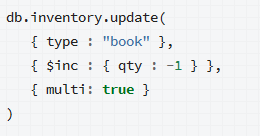 db.inventory.update(
   { type : "book" },
   { $inc : { qty : -1 } },
   { multi: true }
)